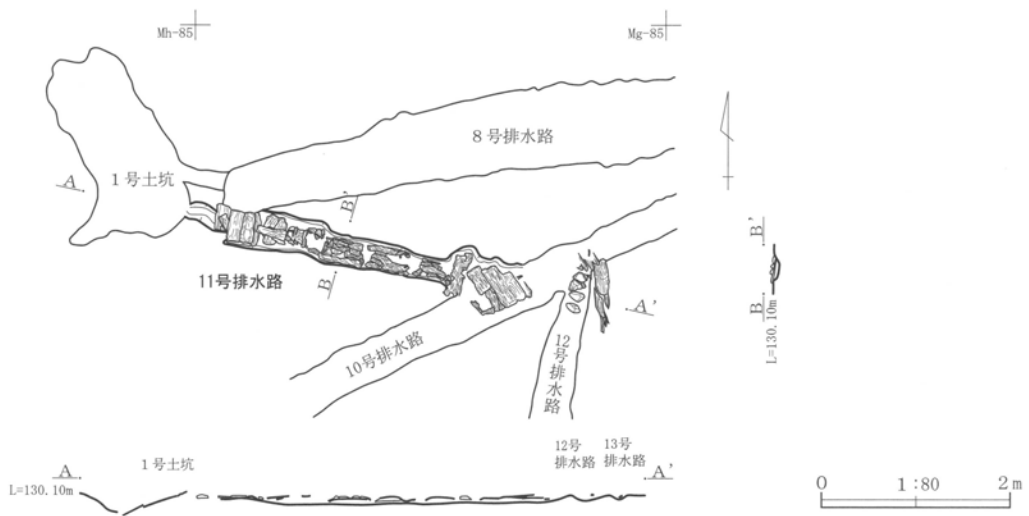 Mh-85
Mg-85
8号排水路
1号土坑
A
B'
11号排水路
B
A'
10号排水路
12号排水路
B'
B
L=130.10m
12号
排水路
13号
排水路
1号土坑
A
A'
L=130.10m
0 1:80 2m